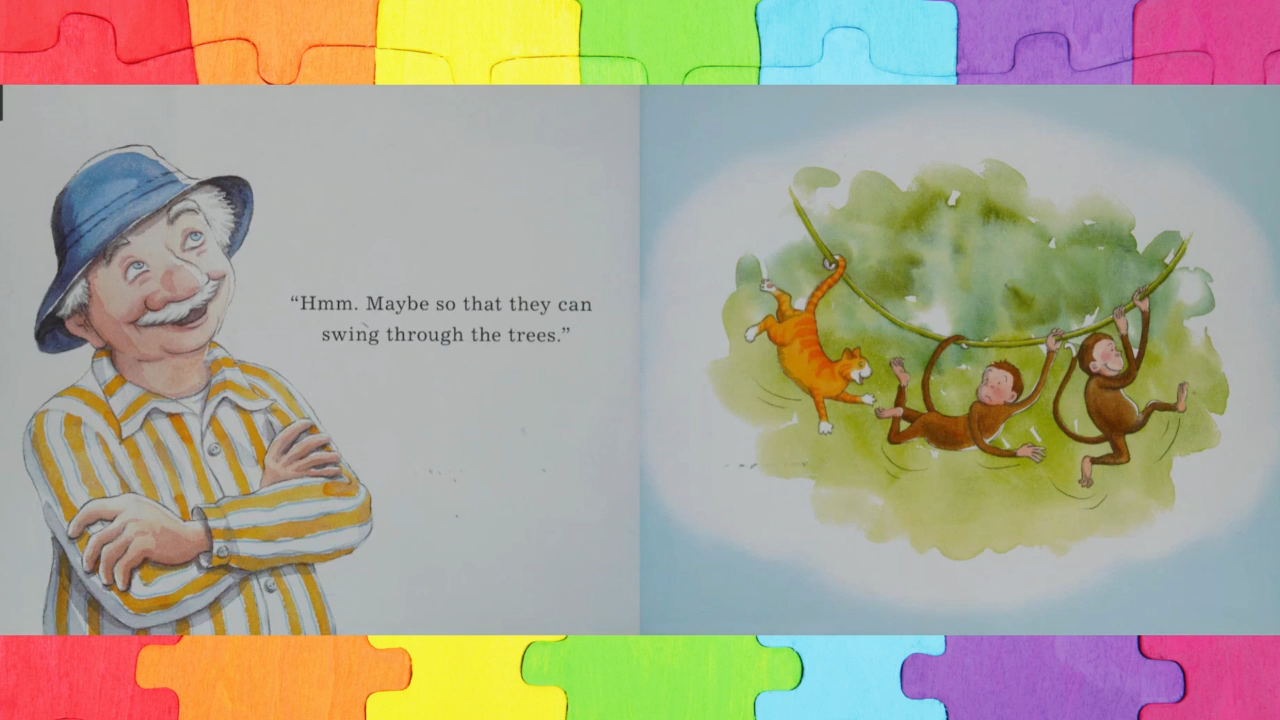 “Hmm. Maybe so that they can
swing through the trees.”